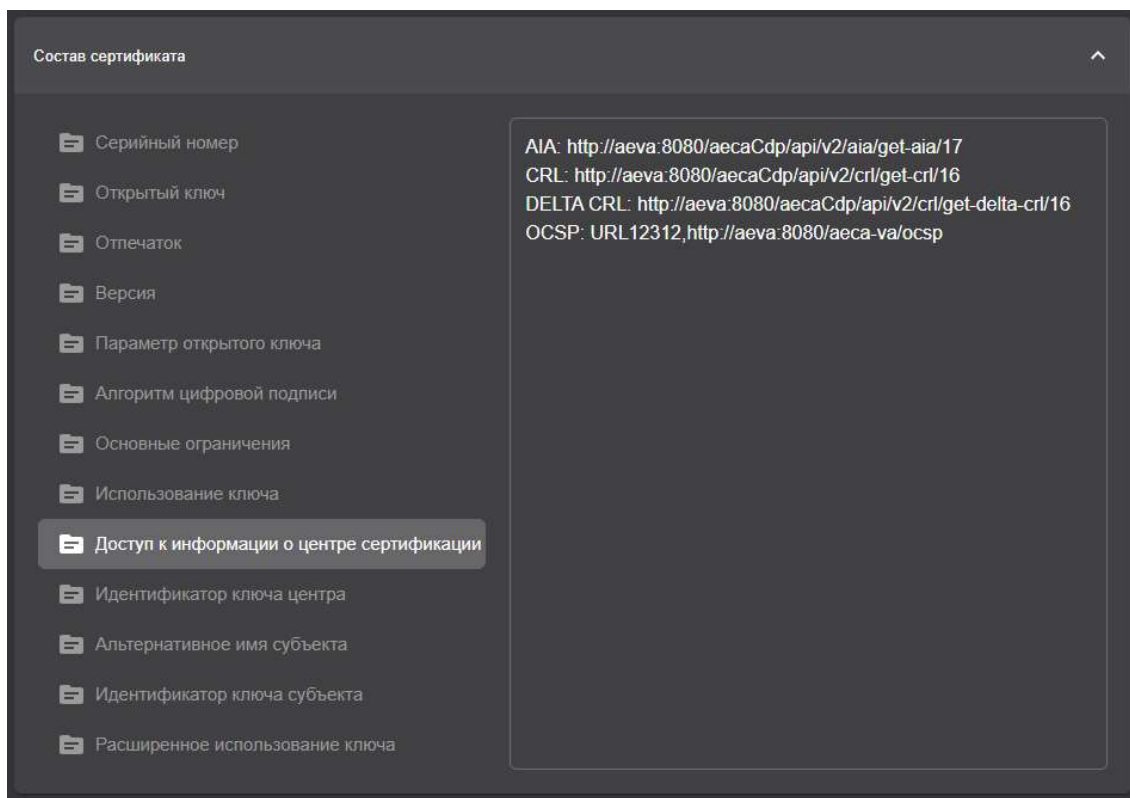 Состав сертификата
Серийный номер
Открытый ключ
Отпечаток
Версия
Параметр открытого ключа
Алгоритм цифровой подписи
Основные ограничения
Использование ключа
Доступ к информации о центре сертификации
Идентификатор ключа центра
Альтернативное имя субъекта
Идентификатор ключа субъекта
Расширенное использование ключа
AIA: http://aeva:8080/aecaCdp/api/v2/aia/get-aia/17
CRL: http://aeva:8080/aecaCdp/api/v2/crl/get-crl/16
DELTA CRL: http://aeva:8080/aecaCdp/api/v2/crl/get-delta-crl/16
OCSP: URL12312,http://aeva:8080/aeca-va/ocsp